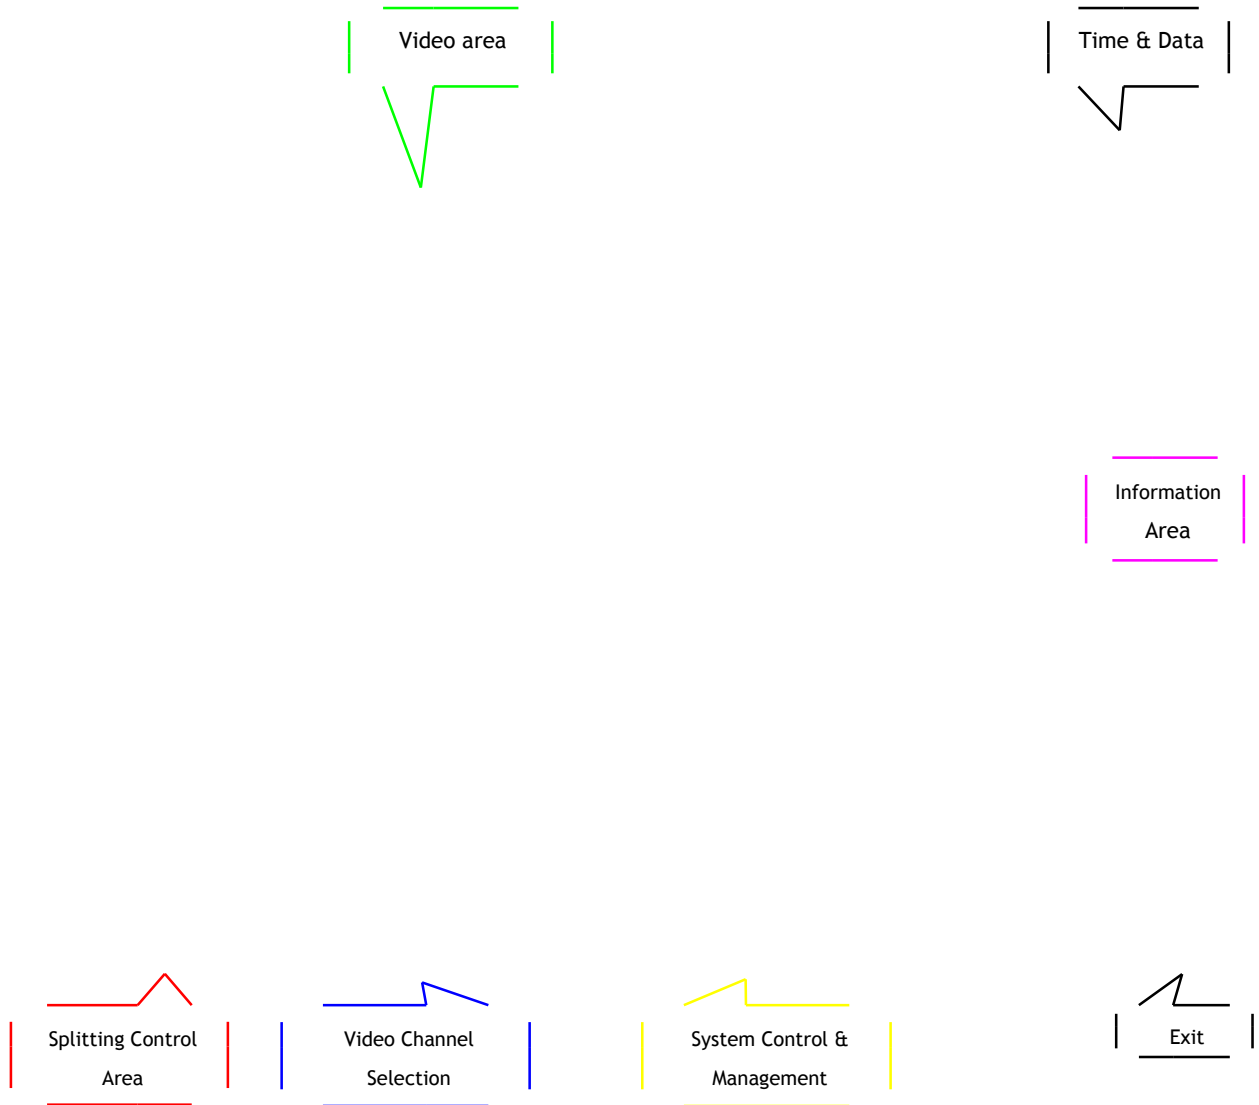 Video area
Time & Data
Information
Area
Splitting Control
Area
Video Channel
Selection
System Control &
Management
Exit